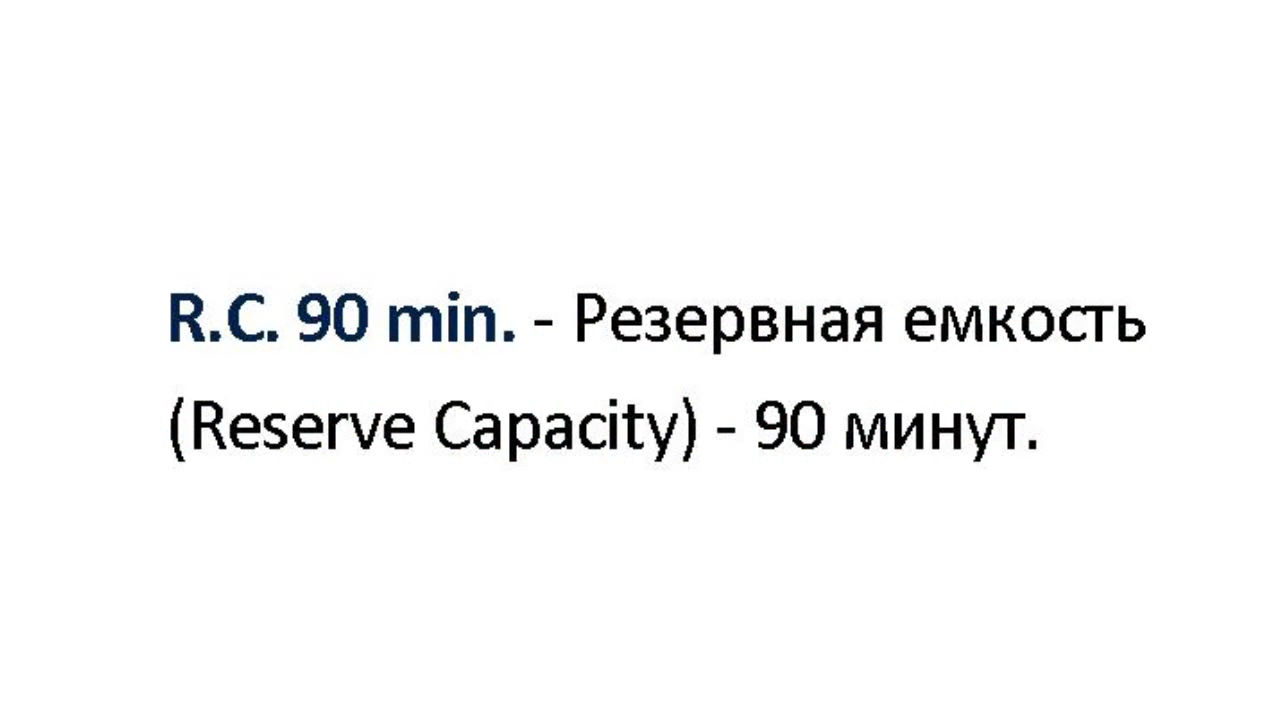 R.C. 90 min. - Резервная емкость
(Reserve Capacity) - 90 минут.